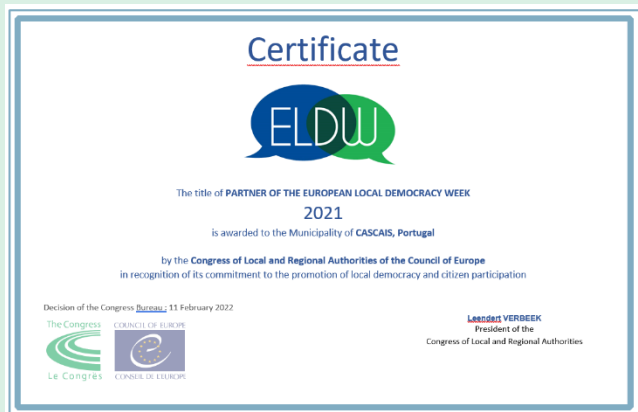 Certificate
ELDW
The title of PARTNER OF THE EUROPEAN LOCAL DEMOCRACY WEEK
2021
is awarded to the Municipality of CASCAIS, Portugal
by the Congress of Local and Regional Authorities of the Council of Europe
in recognition of its commitment to the promotion of local democracy and citizen participation
Decision of the Congress Bureau : 11 February 2022
The Congress
Le Congrès
COUNCIL OF EUROPE
CONSEIL DE L'EUROPE
Leendert VERBEEK
President of the
Congress of Local and Regional Authorities